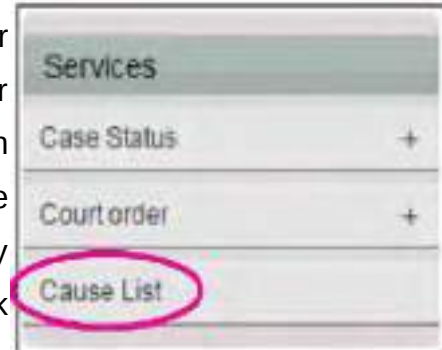 r
Services
r
Case Status +
n
e
Court order +
y
Cause List
k